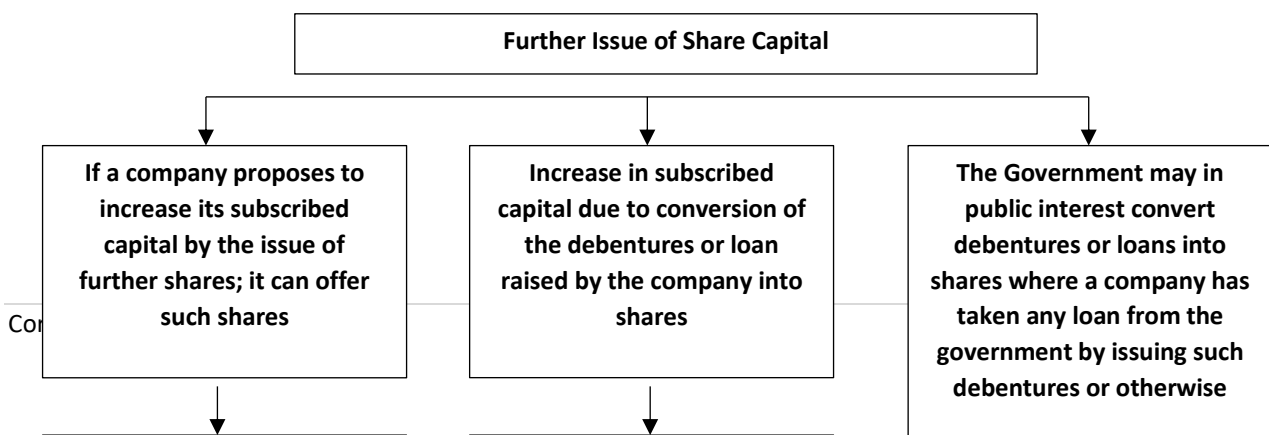 Further Issue of Share Capital
If a company proposes to
increase its subscribed
capital by the issue of
further shares; it can offer
such shares
Increase in subscribed
capital due to conversion of
the debentures or loan
raised by the company into
shares
The Government may in
public interest convert
debentures or loans into
shares where a company has
taken any loan from the
government by issuing such
debentures or otherwise